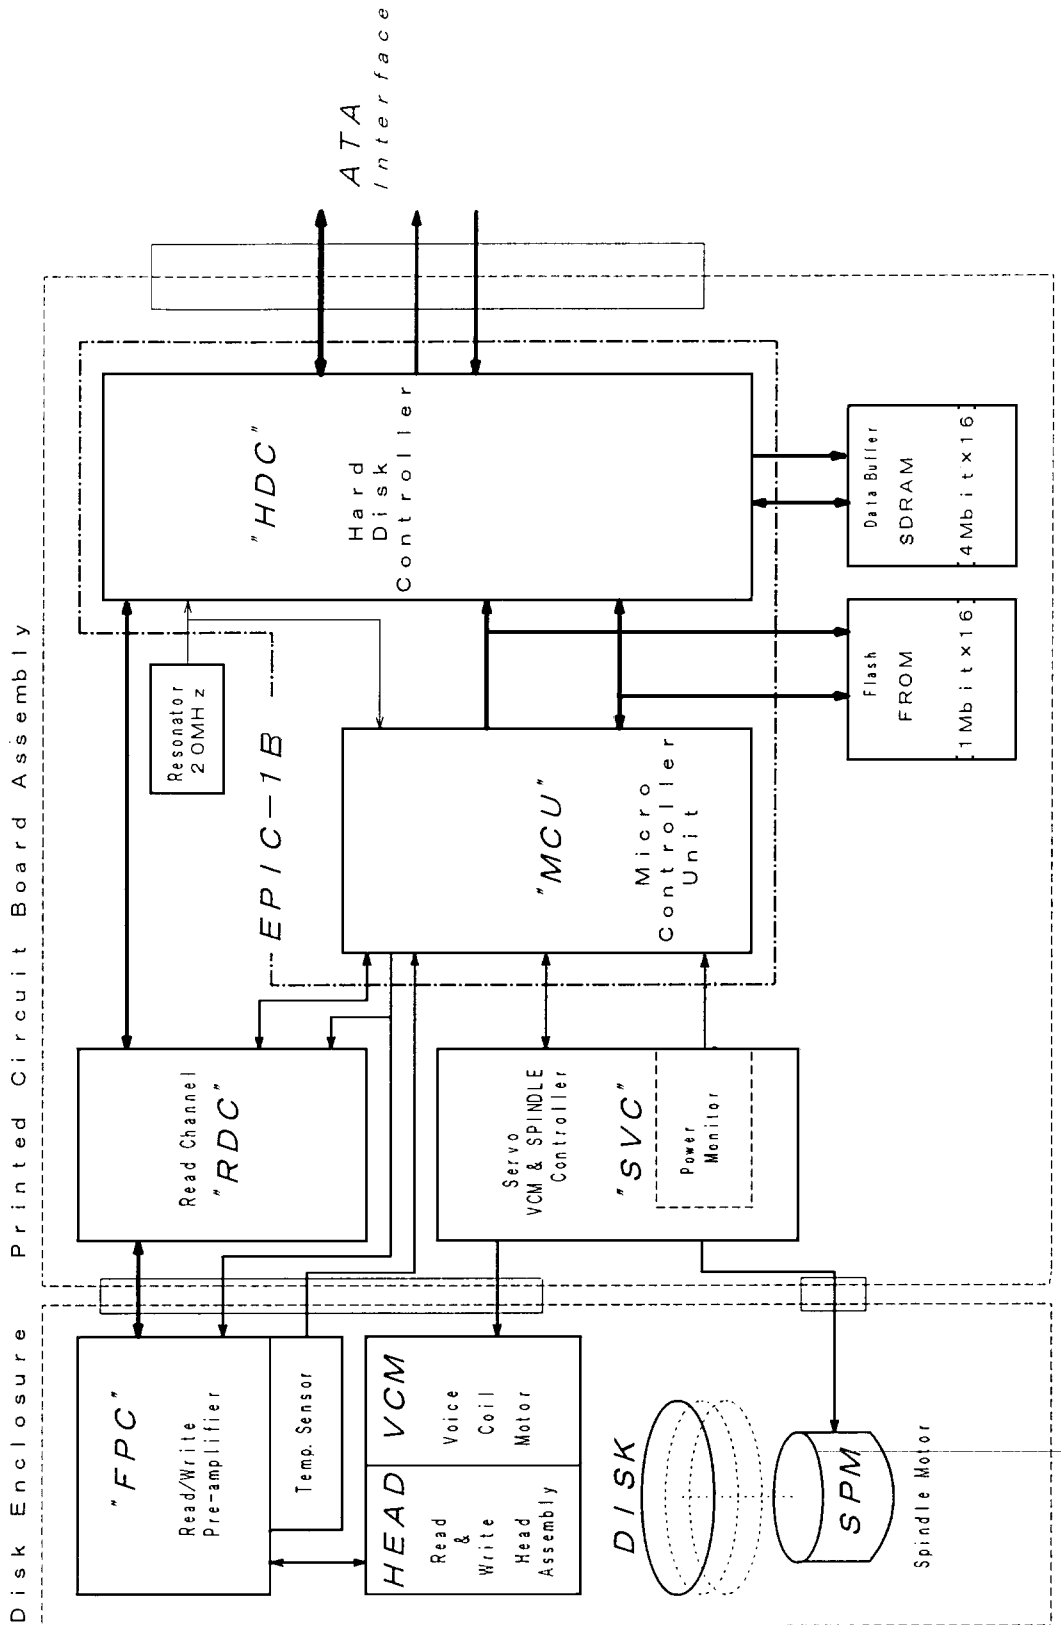 Disk Enclosure
Printed Circuit Board Assembly
"FPC"
Read/Write
Pre-amplifier
Temp. Sensor
HEAD
Read
&
Write
Head
Assembly
VCM
Voice
Coil
Motor
DISK
SPM
Spindle Motor
Read Channel
"RDC"
Servo
VCM & SPINDLE
Controller
"SVC"
Power
Monitor
Resonator
20MHz
EPIC-1B
"MCU"
Micro
Controller
Unit
"HDC"
Hard
Disk
Controller
Flash
FROM
1Mbit×16
Data Buffer
SDRAM
4Mbit×16
ATA
Interface